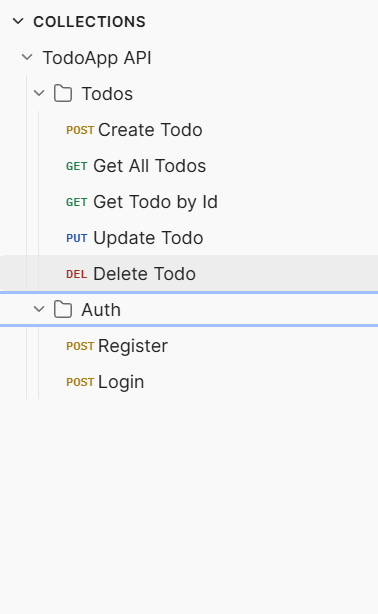 COLLECTIONS
TodoApp API
Todos
POST Create Todo
GET Get All Todos
GET Get Todo by Id
PUT Update Todo
DEL Delete Todo
Auth
POST Register
POST Login